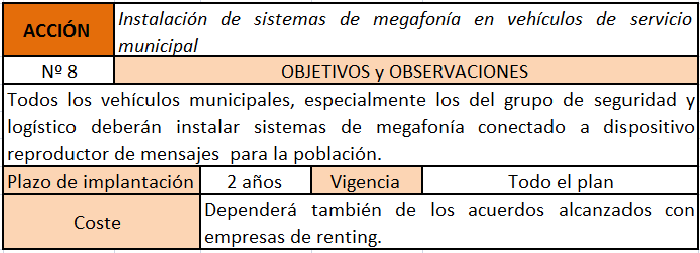 ACCIÓN
Instalación de sistemas de megafonía en vehículos de servicio
municipal
Nº 8
OBJETIVOS y OBSERVACIONES
Todos los vehículos municipales, especialmente los del grupo de seguridad y
logístico deberán instalar sistemas de megafonía conectado a dispositivo
reproductor de mensajes para la población.
Plazo de implantación
2 años
Vigencia
Todo el plan
Coste
Dependerá también de los acuerdos alcanzados con
empresas de renting.